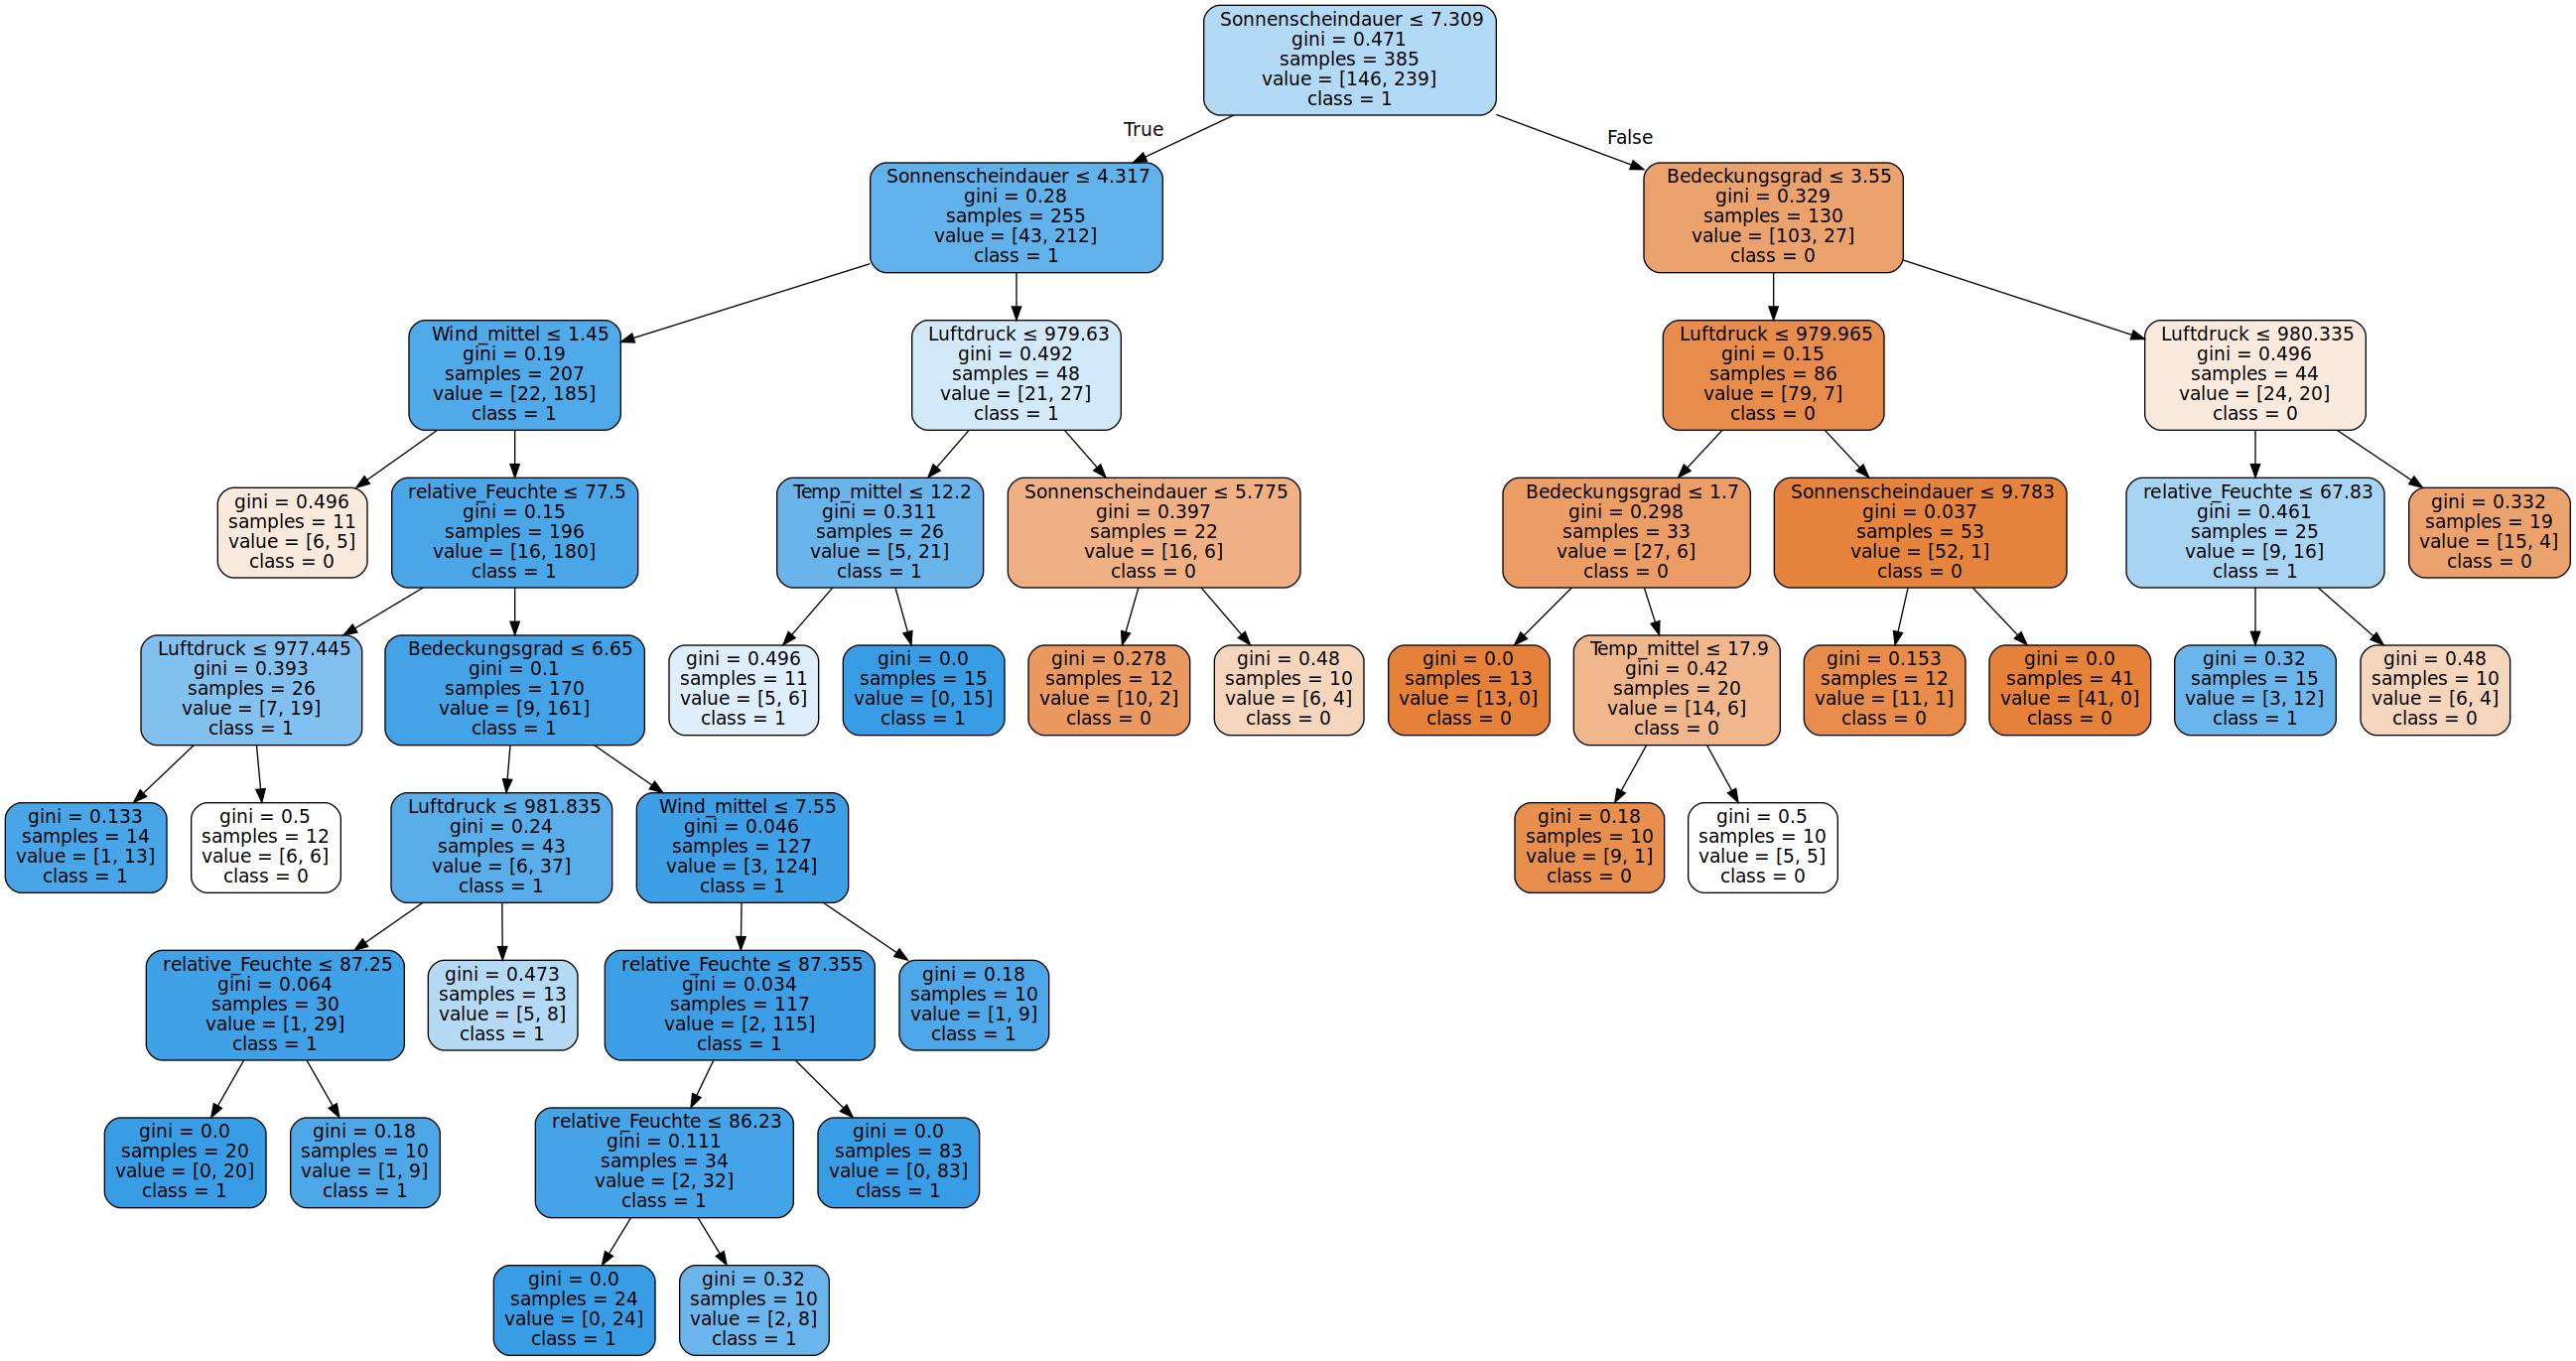 Sonnenscheindauer ≤ 7.309
gini = 0.471
samples = 385
value = [146, 239]
class = 1
True
False
Sonnenscheindauer ≤ 4.317
gini = 0.28
samples = 255
value = [43, 212]
class = 1
Bedeckungsgrad ≤ 3.55
gini = 0.329
samples = 130
value = [103, 27]
class = 0
Wind_mittel ≤ 1.45
gini = 0.19
samples = 207
value = [22, 185]
class = 1
Luftdruck ≤ 979.63
gini = 0.492
samples = 48
value = [21, 27]
class = 1
Luftdruck ≤ 979.965
gini = 0.15
samples = 86
value = [79, 7]
class = 0
Luftdruck ≤ 980.335
gini = 0.496
samples = 44
value = [24, 20]
class = 0
gini = 0.496
samples = 11
value = [6, 5]
class = 0
relative_Feuchte ≤ 77.5
gini = 0.15
samples = 196
value = [16, 180]
class = 1
Temp_mittel ≤ 12.2
gini = 0.311
samples = 26
value = [5, 21]
class = 1
Sonnenscheindauer ≤ 5.775
gini = 0.397
samples = 22
value = [16, 6]
class = 0
Bedeckungsgrad ≤ 1.7
gini = 0.298
samples = 33
value = [27, 6]
class = 0
Sonnenscheindauer ≤ 9.783
gini = 0.037
samples = 53
value = [52, 1]
class = 0
relative_Feuchte ≤ 67.83
gini = 0.461
samples = 25
value = [9, 16]
class = 1
gini = 0.332
samples = 19
value = [15, 4]
class = 0
Luftdruck ≤ 977.445
gini = 0.393
samples = 26
value = [7, 19]
class = 1
Bedeckungsgrad ≤ 6.65
gini = 0.1
samples = 170
value = [9, 161]
class = 1
gini = 0.496
samples = 11
value = [5, 6]
class = 1
gini = 0.0
samples = 15
value = [0, 15]
class = 1
gini = 0.278
samples = 12
value = [10, 2]
class = 0
gini = 0.48
samples = 10
value = [6, 4]
class = 0
gini = 0.0
samples = 13
value = [13, 0]
class = 0
Temp_mittel ≤ 17.9
gini = 0.42
samples = 20
value = [14, 6]
class = 0
gini = 0.153
samples = 12
value = [11, 1]
class = 0
gini = 0.0
samples = 41
value = [41, 0]
class = 0
gini = 0.32
samples = 15
value = [3, 12]
class = 1
gini = 0.48
samples = 10
value = [6, 4]
class = 0
gini = 0.133
samples = 14
value = [1, 13]
class = 1
gini = 0.5
samples = 12
value = [6, 6]
class = 0
Luftdruck ≤ 981.835
gini = 0.24
samples = 43
value = [6, 37]
class = 1
Wind_mittel ≤ 7.55
gini = 0.046
samples = 127
value = [3, 124]
class = 1
gini = 0.18
samples = 10
value = [9, 1]
class = 0
gini = 0.5
samples = 10
value = [5, 5]
class = 0
relative_Feuchte ≤ 87.25
gini = 0.064
samples = 30
value = [1, 29]
class = 1
gini = 0.473
samples = 13
value = [5, 8]
class = 1
relative_Feuchte ≤ 87.355
gini = 0.034
samples = 117
value = [2, 115]
class = 1
gini = 0.18
samples = 10
value = [1, 9]
class = 1
gini = 0.0
samples = 20
value = [0, 20]
class = 1
gini = 0.18
samples = 10
value = [1, 9]
class = 1
relative_Feuchte ≤ 86.23
gini = 0.111
samples = 34
value = [2, 32]
class = 1
gini = 0.0
samples = 83
value = [0, 83]
class = 1
gini = 0.0
samples = 24
value = [0, 24]
class = 1
gini = 0.32
samples = 10
value = [2, 8]
class = 1